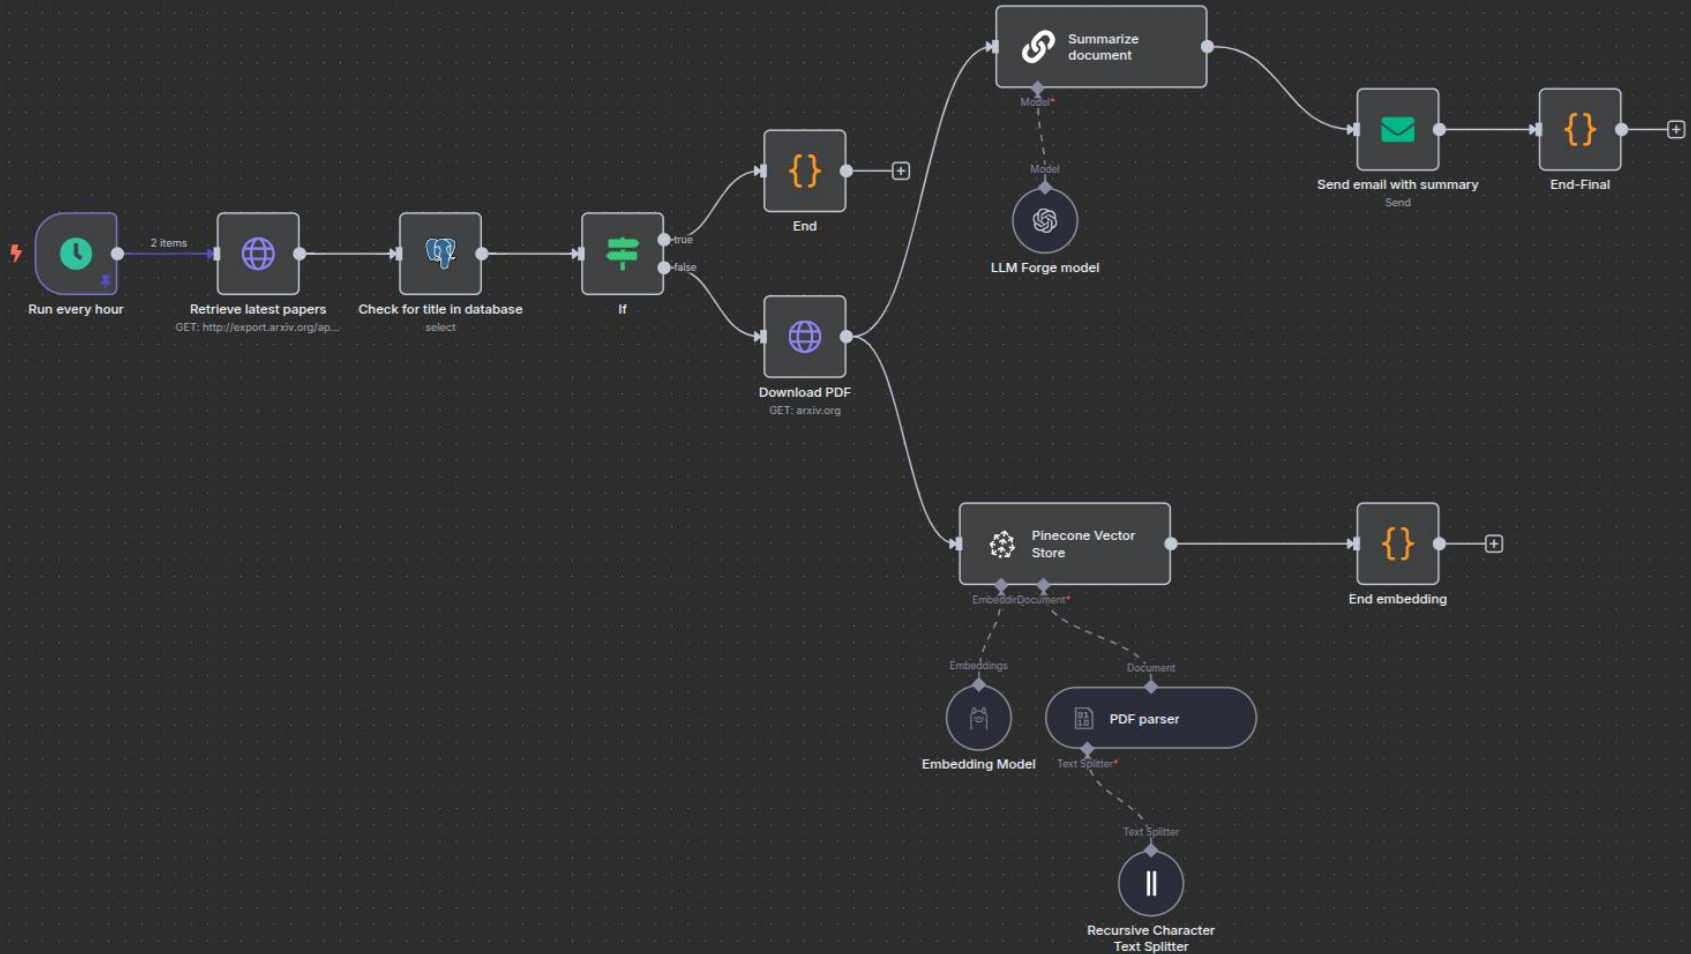 Summarize
document
Model*
Model
LLM Forge model
Send email with summary
Send
End-Final
End
2 items
true
false
Run every hour
Retrieve latest papers
GET: http://export.arxiv.org/ap...
Check for title in database
select
If
Download PDF
GET: arxiv.org
Pinecone Vector
Store
EmbeddirDocument*
End embedding
Embeddings
Document
PDF parser
Embedding Model
Text Splitter*
Text Splitter
Recursive Character
Text Splitter